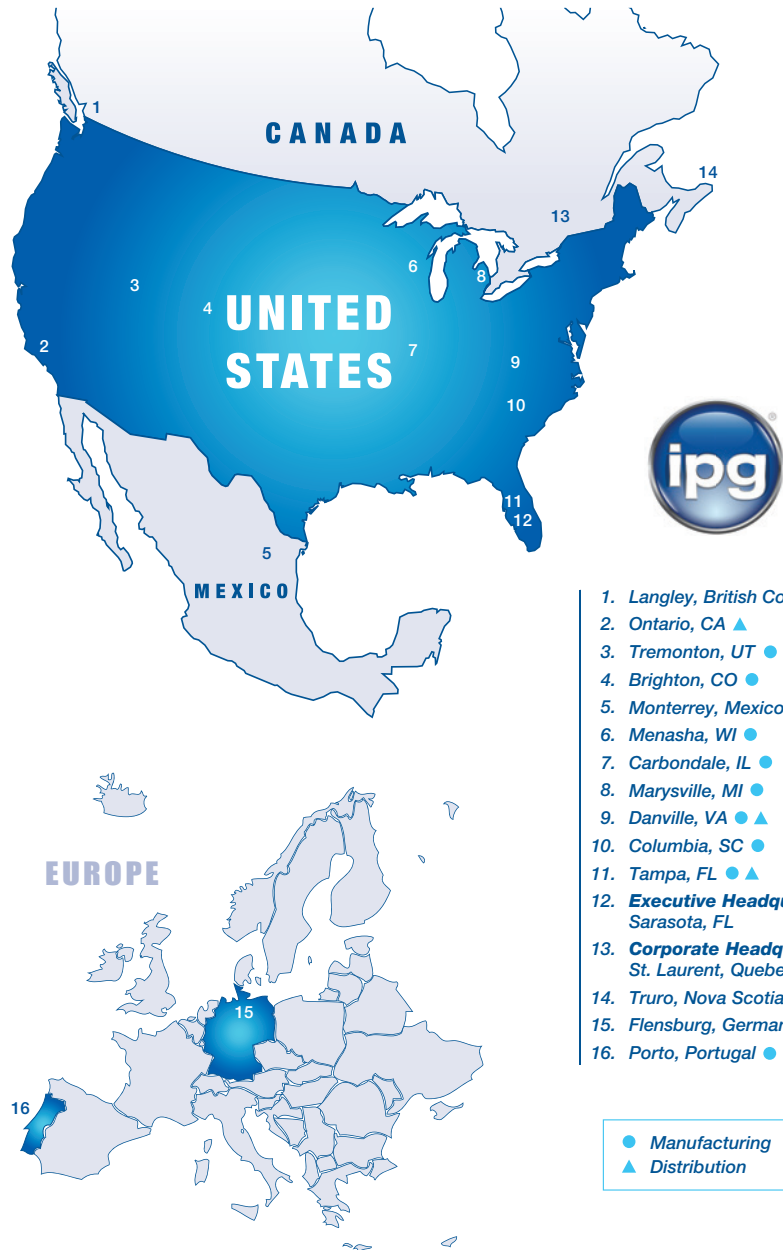 1
CANADA
14
13
6
8
3
4
UNITED
STATES
2
7
9
10
ipg
®
11
12
5
MEXICO
1. Langley, British Co
2. Ontario, CA ▲
3. Tremonton, UT ●
4. Brighton, CO ●
5. Monterrey, Mexico
6. Menasha, WI ●
7. Carbondale, IL ●
8. Marysville, MI ●
9. Danville, VA ● ▲
10. Columbia, SC ●
11. Tampa, FL ● ▲
12. Executive Headqu
Sarasota, FL
13. Corporate Headq
St. Laurent, Quebe
14. Truro, Nova Scotia
15. Flensburg, German
16. Porto, Portugal ●
EUROPE
15
16
● Manufacturing
▲ Distribution